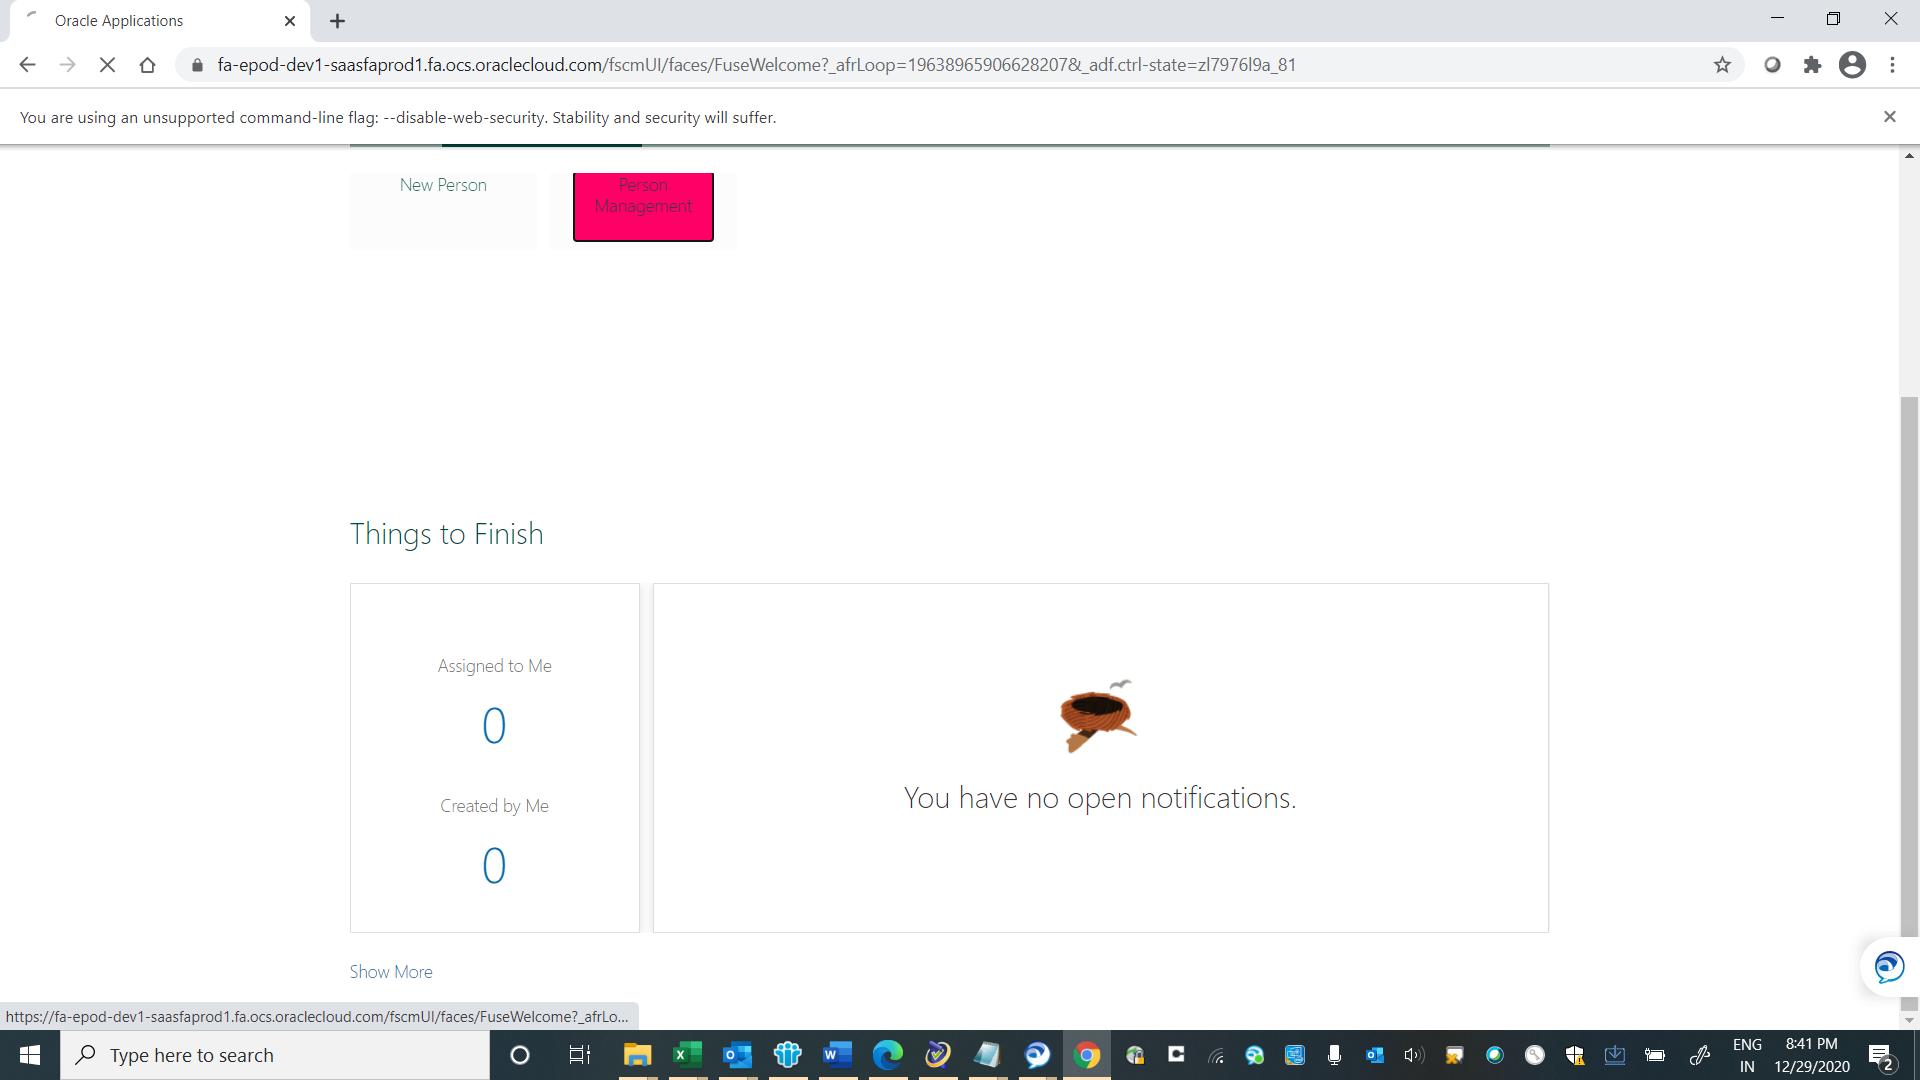 Oracle Applications
fa-epod-dev1-saasfaprod1.fa.ocs.oraclecloud.com/fscmUI/faces/FuseWelcome?_afrLoop=19638965906628207&_adf.ctrl-state=zl7976l9a_81
You are using an unsupported command-line flag: --disable-web-security. Stability and security will suffer.
New Person
Person
Management
Things to Finish
Assigned to Me
0
Created by Me
0
You have no open notifications.
Show More
https://fa-epod-dev1-saasfaprod1.fa.ocs.oraclecloud.com/fscmUI/faces/FuseWelcome?_afrLo...
Type here to search
ENG
IN
8:41 PM
12/29/2020
2